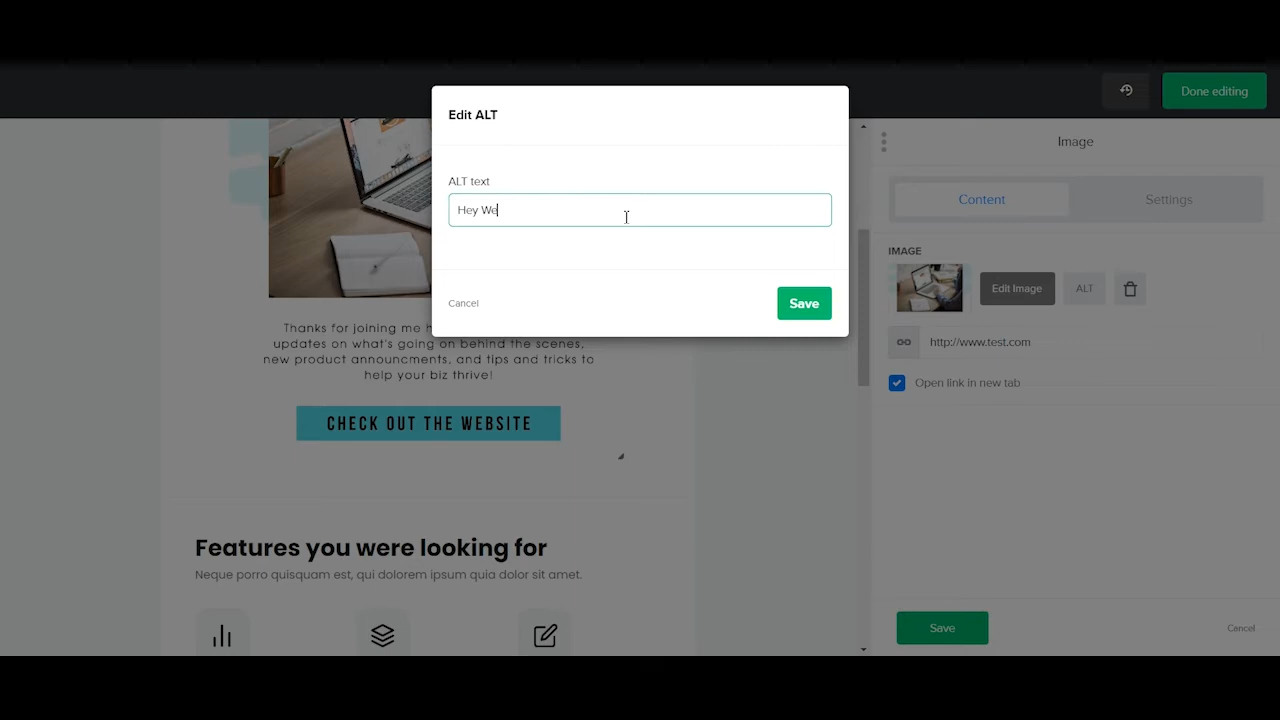 Done editing
Edit ALT
Image
ALT text
Content
Settings
Hey We
IMAGE
Edit Image
ALT
Cancel
Save
http://www.test.com
Open link in new tab
Thanks for joining me h
updates on what's going on behind the scenes,
new product announcments, and tips and tricks to
help your biz thrive!
CHECK OUT THE WEBSITE
Features you were looking for
Neque porro quisquam est, qui dolorem ipsum quia dolor sit amet.
Save
Cancel